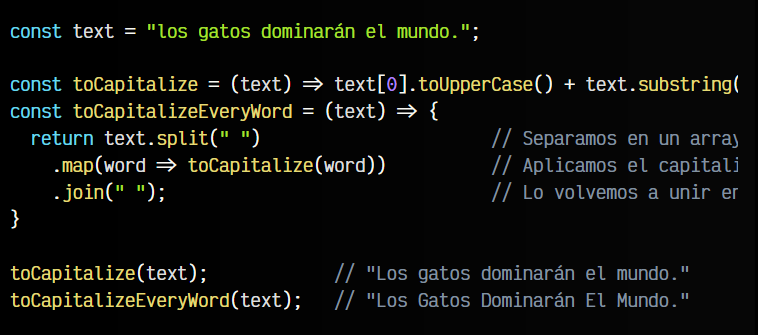 const text = "los gatos dominarán el mundo.";
const toCapitalize = (text) => text[0].toUpperCase() + text.substring(
const toCapitalizeEveryWord = (text) => {
return text.split(" ") // Separamos en un array
.map(word => toCapitalize(word)) // Aplicamos el capitali
.join(" "); // Lo volvemos a unir en
}
toCapitalize(text); // "Los gatos dominarán el mundo."
toCapitalizeEveryWord(text); // "Los Gatos Dominarán El Mundo."